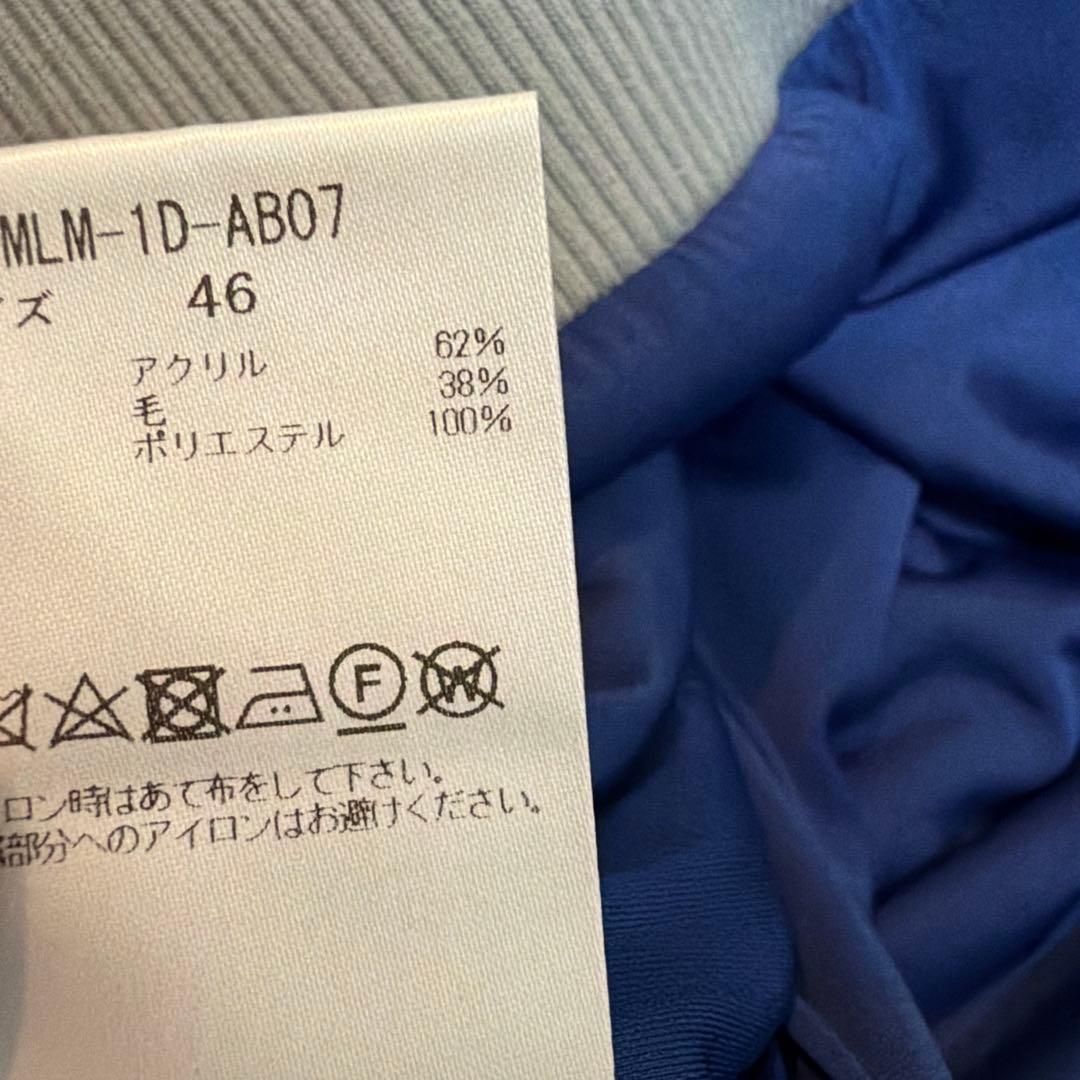 MLM-1D-AB07
イズ 46
アクリル 62%
毛 38%
ポリエステル 100%
F W
ロン時はあて布をして下さい。
部分へのアイロンはお避けください。